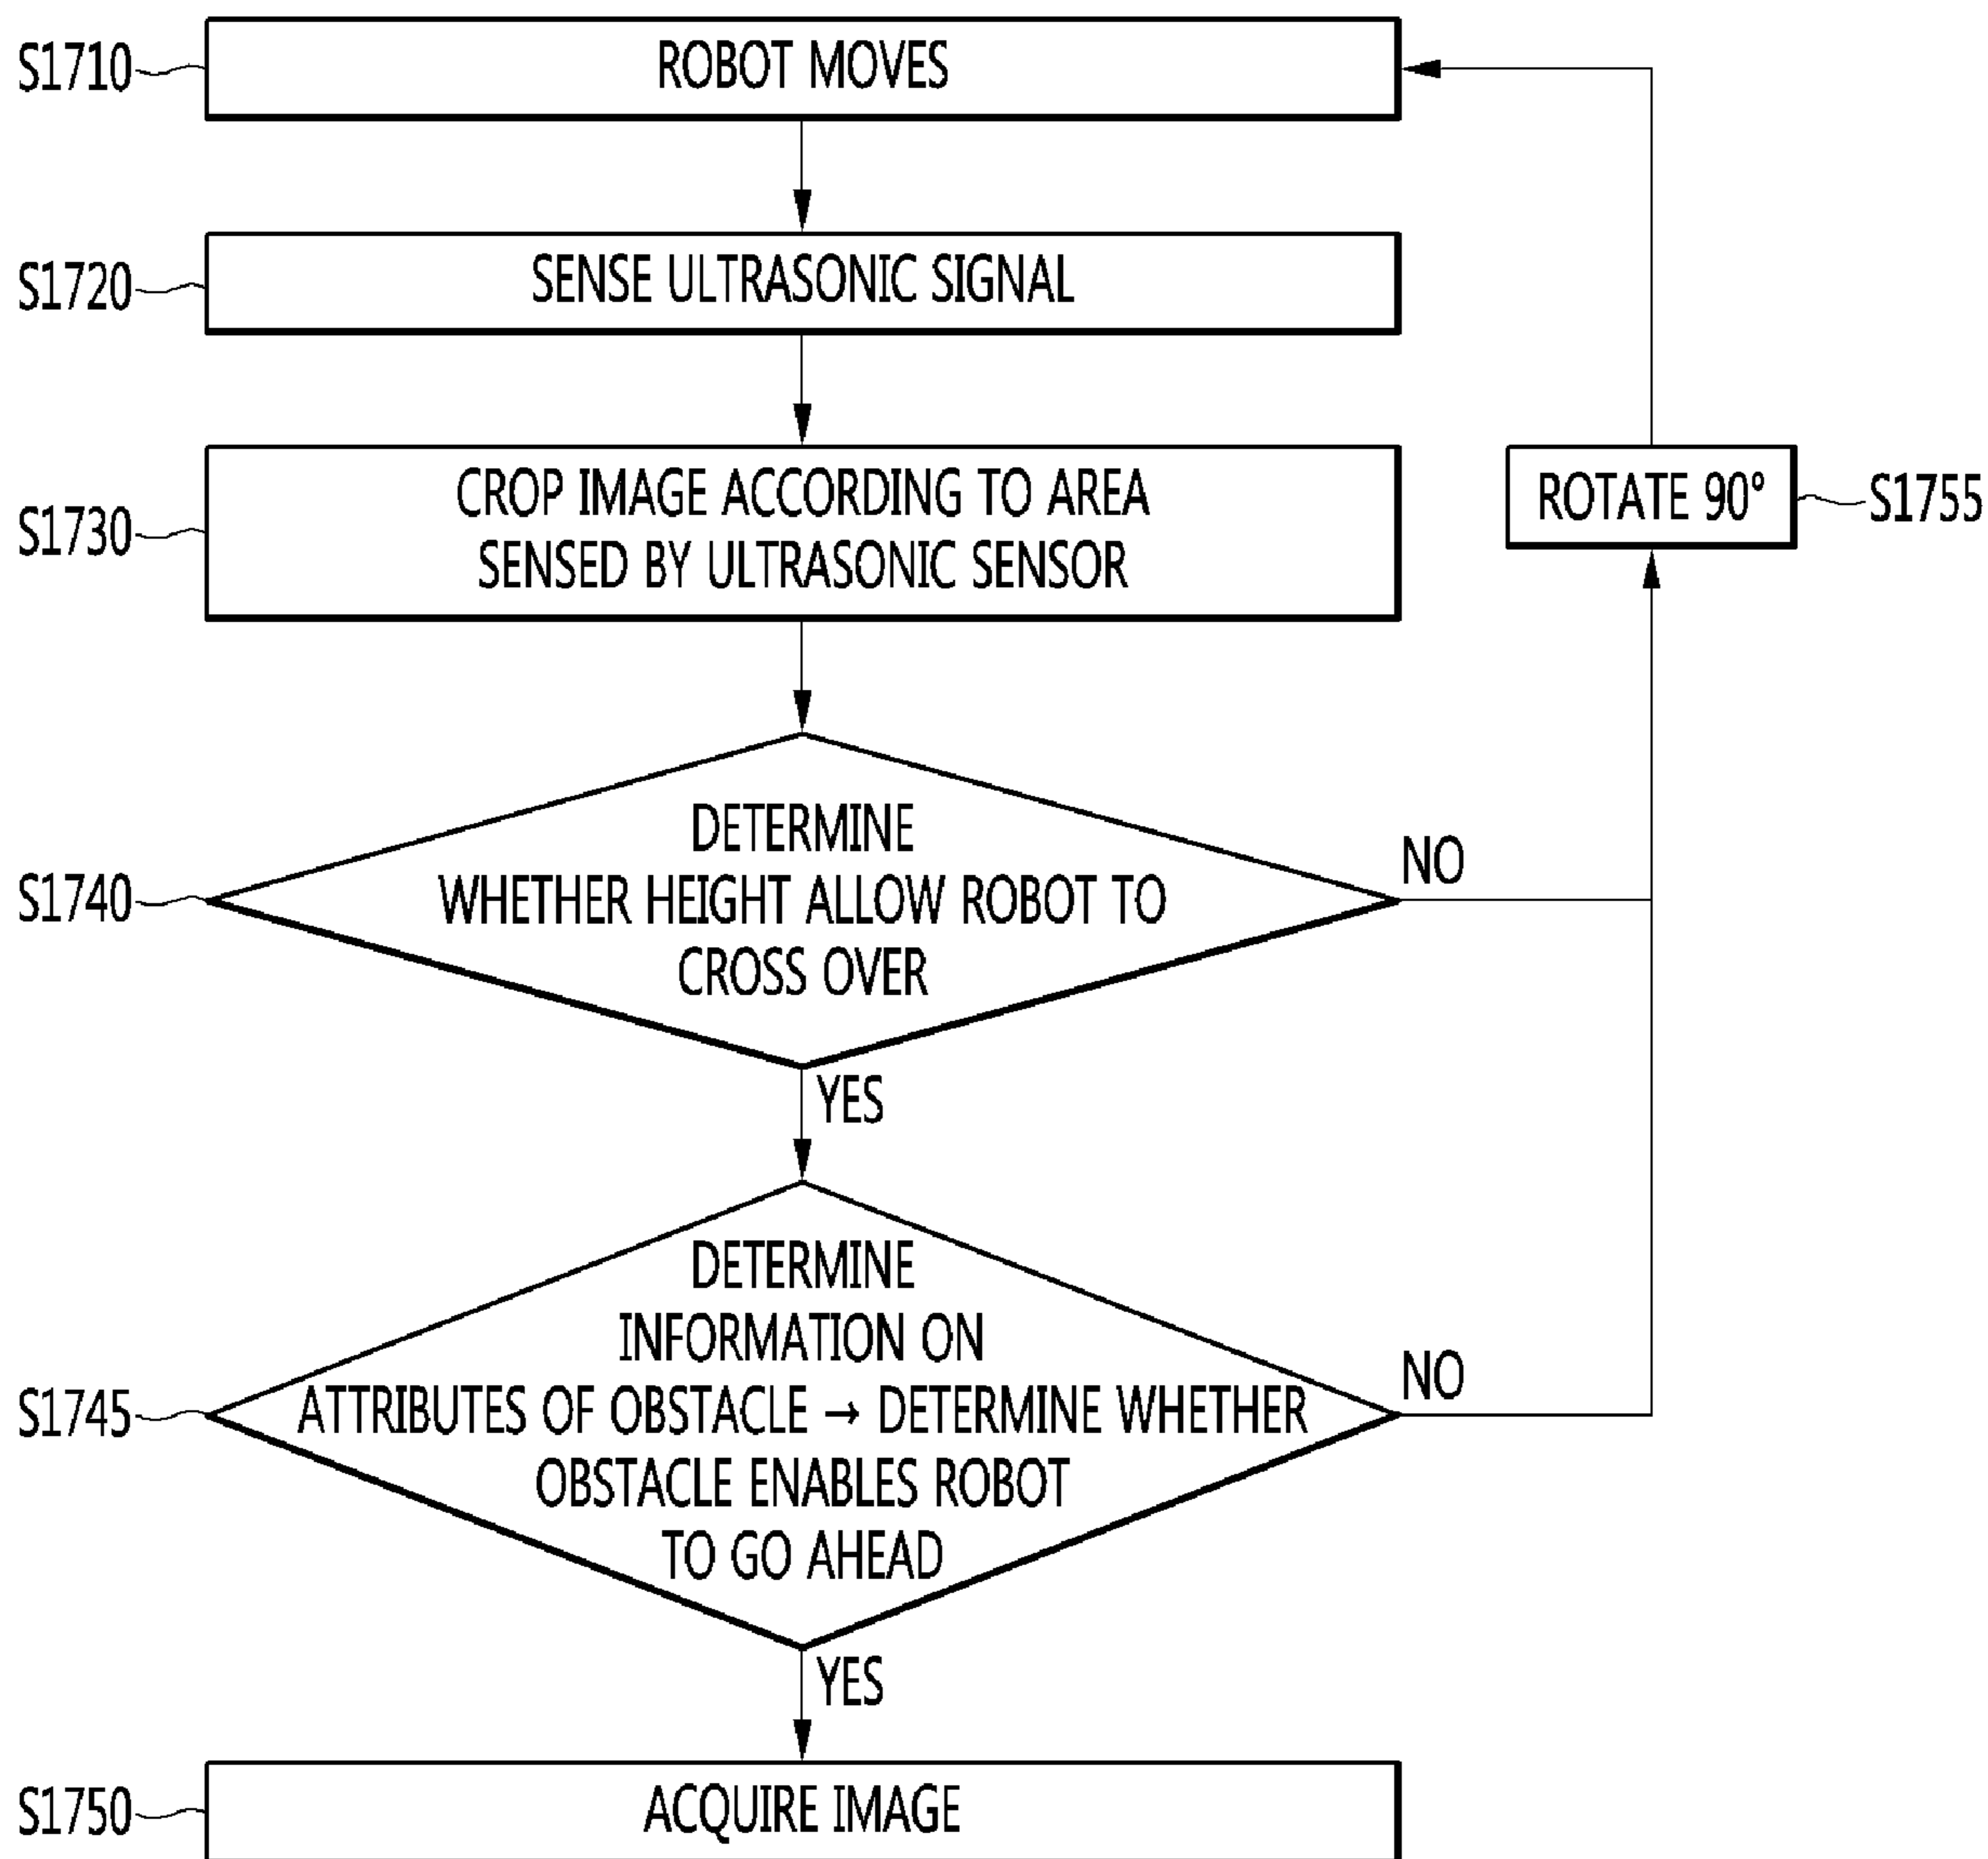 S1710
ROBOT MOVES
S1720
SENSE ULTRASONIC SIGNAL
S1730
CROP IMAGE ACCORDING TO AREA
SENSED BY ULTRASONIC SENSOR
ROTATE 90°
S1755
S1740
DETERMINE
WHETHER HEIGHT ALLOW ROBOT TO
CROSS OVER
NO
YES
S1745
DETERMINE
INFORMATION ON
ATTRIBUTES OF OBSTACLE → DETERMINE WHETHER
OBSTACLE ENABLES ROBOT
TO GO AHEAD
NO
YES
S1750
ACQUIRE IMAGE